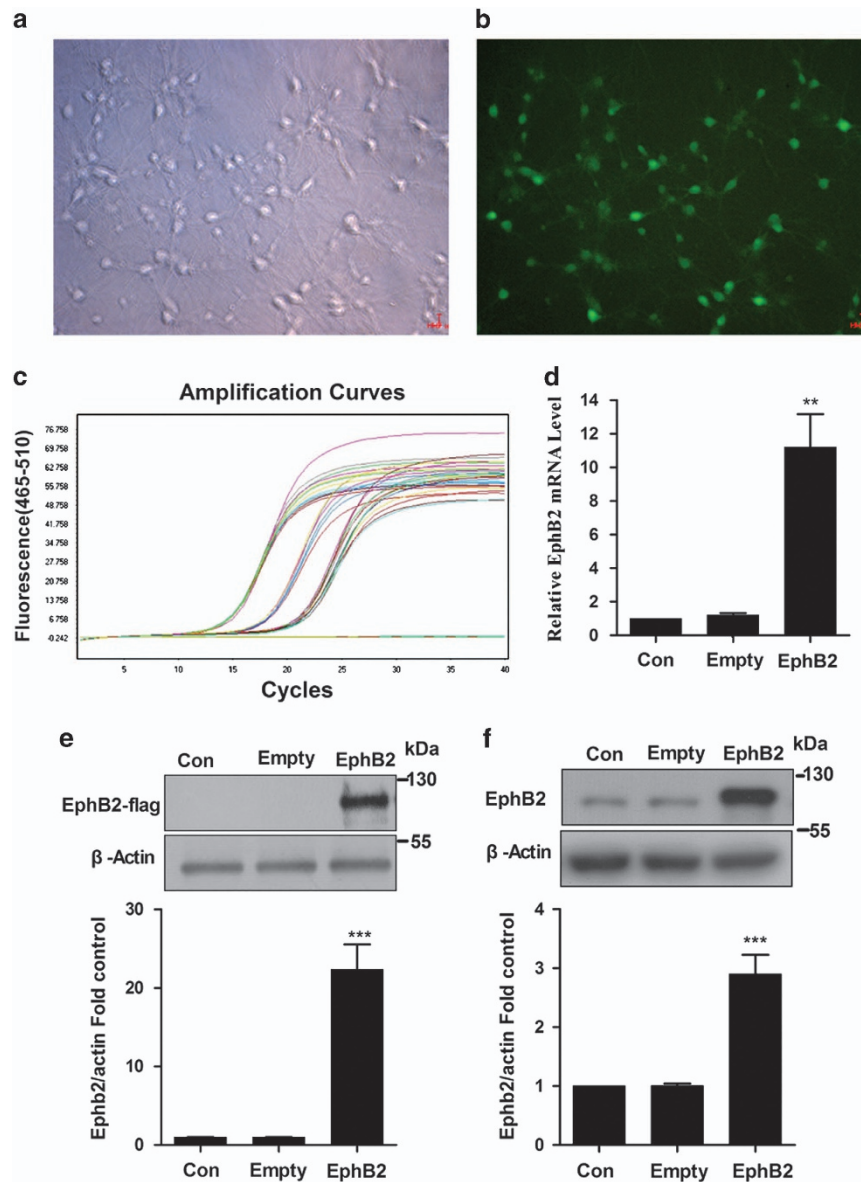 a
b
c
Amplification Curves
Fluorescence(465-510)
76.758
69.758
62.758
55.758
48.758
41.758
34.758
27.758
20.758
13.758
6.758
-0.242
5
10
15
20
25
30
35
40
Cycles
d
Relative EphB2 mRNA Level
14
12
10
8
6
4
2
0
**
Con Empty EphB2
e
Con Empty EphB2 kDa
EphB2-flag
130
β -Actin
55
Ephb2/actin Fold control
30
20
10
0
***
Con Empty EphB2
f
Con Empty EphB2 kDa
EphB2
130
β -Actin
55
Ephb2/actin Fold control
4
3
2
1
0
***
Con Empty EphB2